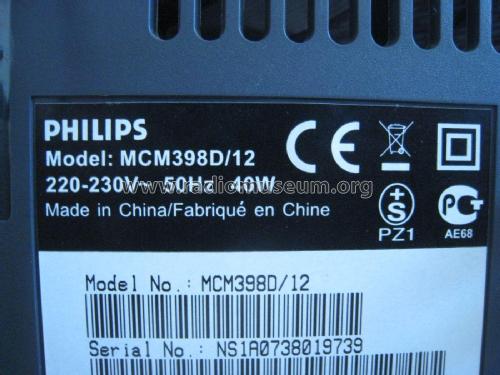 PHILIPS
Model: MCM398D/12
220-230V~ 50Hz 40W
www.radiomuseum.org
Made in China/Fabriqué en Chine
CE
+S
PZ1
AE68
Model No.: MCM398D/12
Serial No.: NS1A0738019739